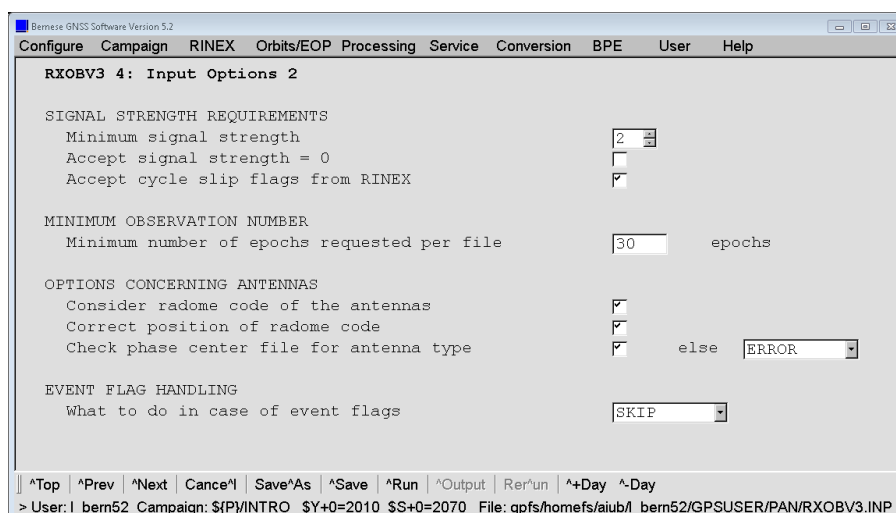 Bernese GNSS Software Version 5.2
Configure Campaign RINEX Orbits/EOP Processing Service Conversion BPE User Help
RXOBV3 4: Input Options 2
SIGNAL STRENGTH REQUIREMENTS
Minimum signal strength 2
Accept signal strength = 0
Accept cycle slip flags from RINEX
MINIMUM OBSERVATION NUMBER
Minimum number of epochs requested per file 30 epochs
OPTIONS CONCERNING ANTENNAS
Consider radome code of the antennas
Correct position of radome code
Check phase center file for antenna type else ERROR
EVENT FLAG HANDLING
What to do in case of event flags SKIP
^Top ^Prev ^Next Cance^l Save^As ^Save ^Run ^Output Rer^un ^+Day ^-Day
> User: l_bern52 Campaign: ${P}/INTRO $Y+0=2010 $S+0=2070 File: gpfs/homefs/aiub/l_bern52/GPSUSER/PAN/RXOBV3.INP